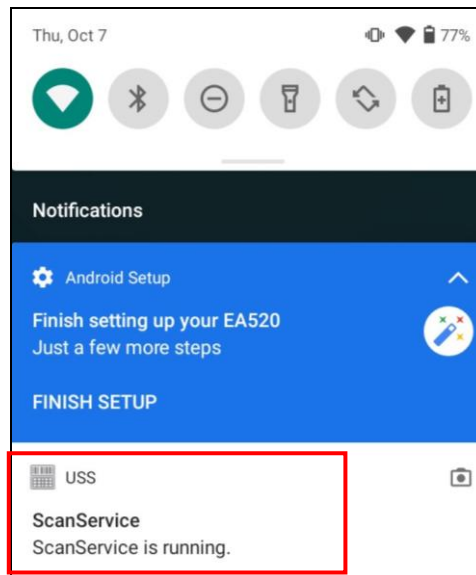 Thu, Oct 7 77%
Notifications
Android Setup
Finish setting up your EA520
Just a few more steps
FINISH SETUP
USS
ScanService
ScanService is running.